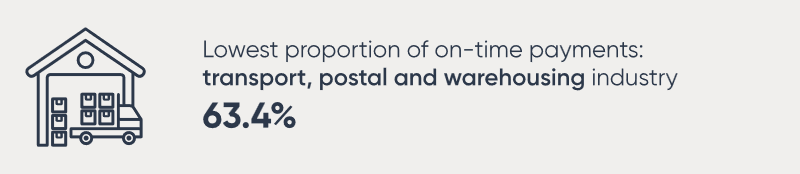 Lowest proportion of on-time payments:
transport, postal and warehousing industry
63.4%